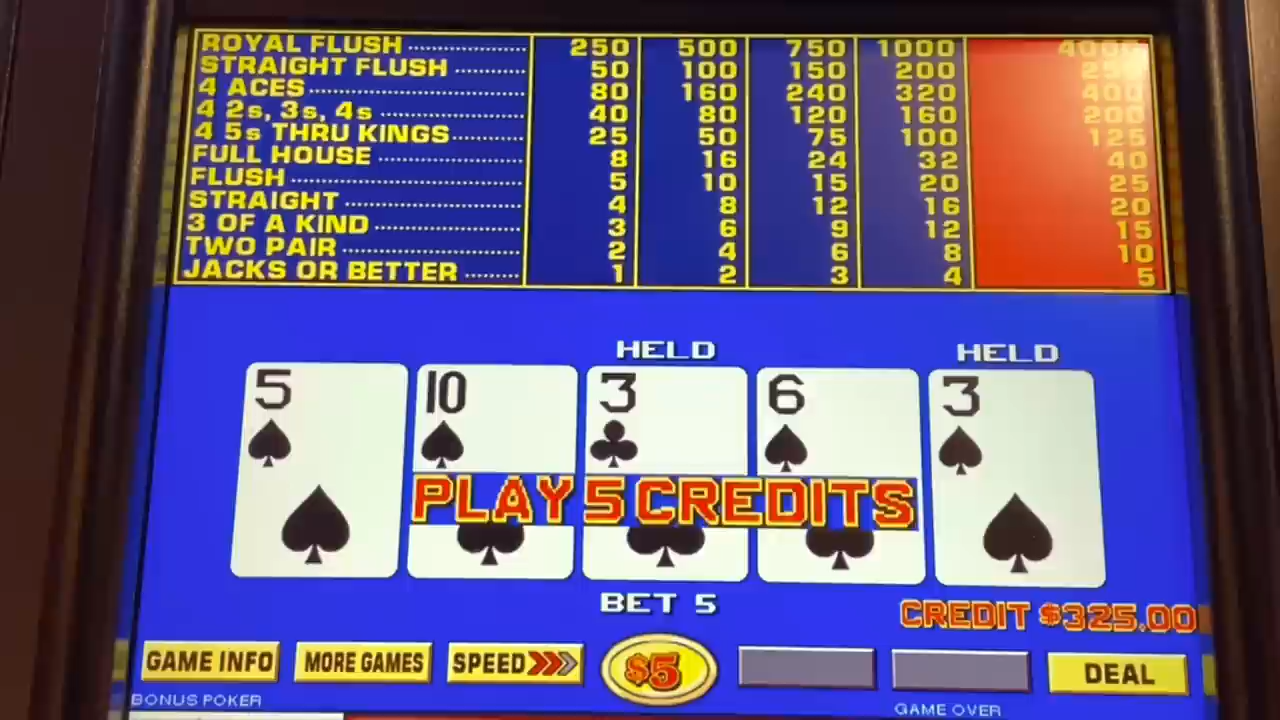 ROYAL FLUSH 250 500 750 1000 4000
STRAIGHT FLUSH 50 100 150 200 250
4 ACES 80 160 240 320 400
4 2s, 3s, 4s 40 80 120 160 200
4 5s THRU KINGS 25 50 75 100 125
FULL HOUSE 8 16 24 32 40
FLUSH 5 10 15 20 25
STRAIGHT 4 8 12 16 20
3 OF A KIND 3 6 9 12 15
TWO PAIR 2 4 6 8 10
JACKS OR BETTER 1 2 3 4 5
HELD HELD
5 10 3 6 3
PLAY 5 CREDITS
BET 5
CREDIT $325.00
GAME INFO MORE GAMES SPEED $5 DEAL
BONUS POKER GAME OVER